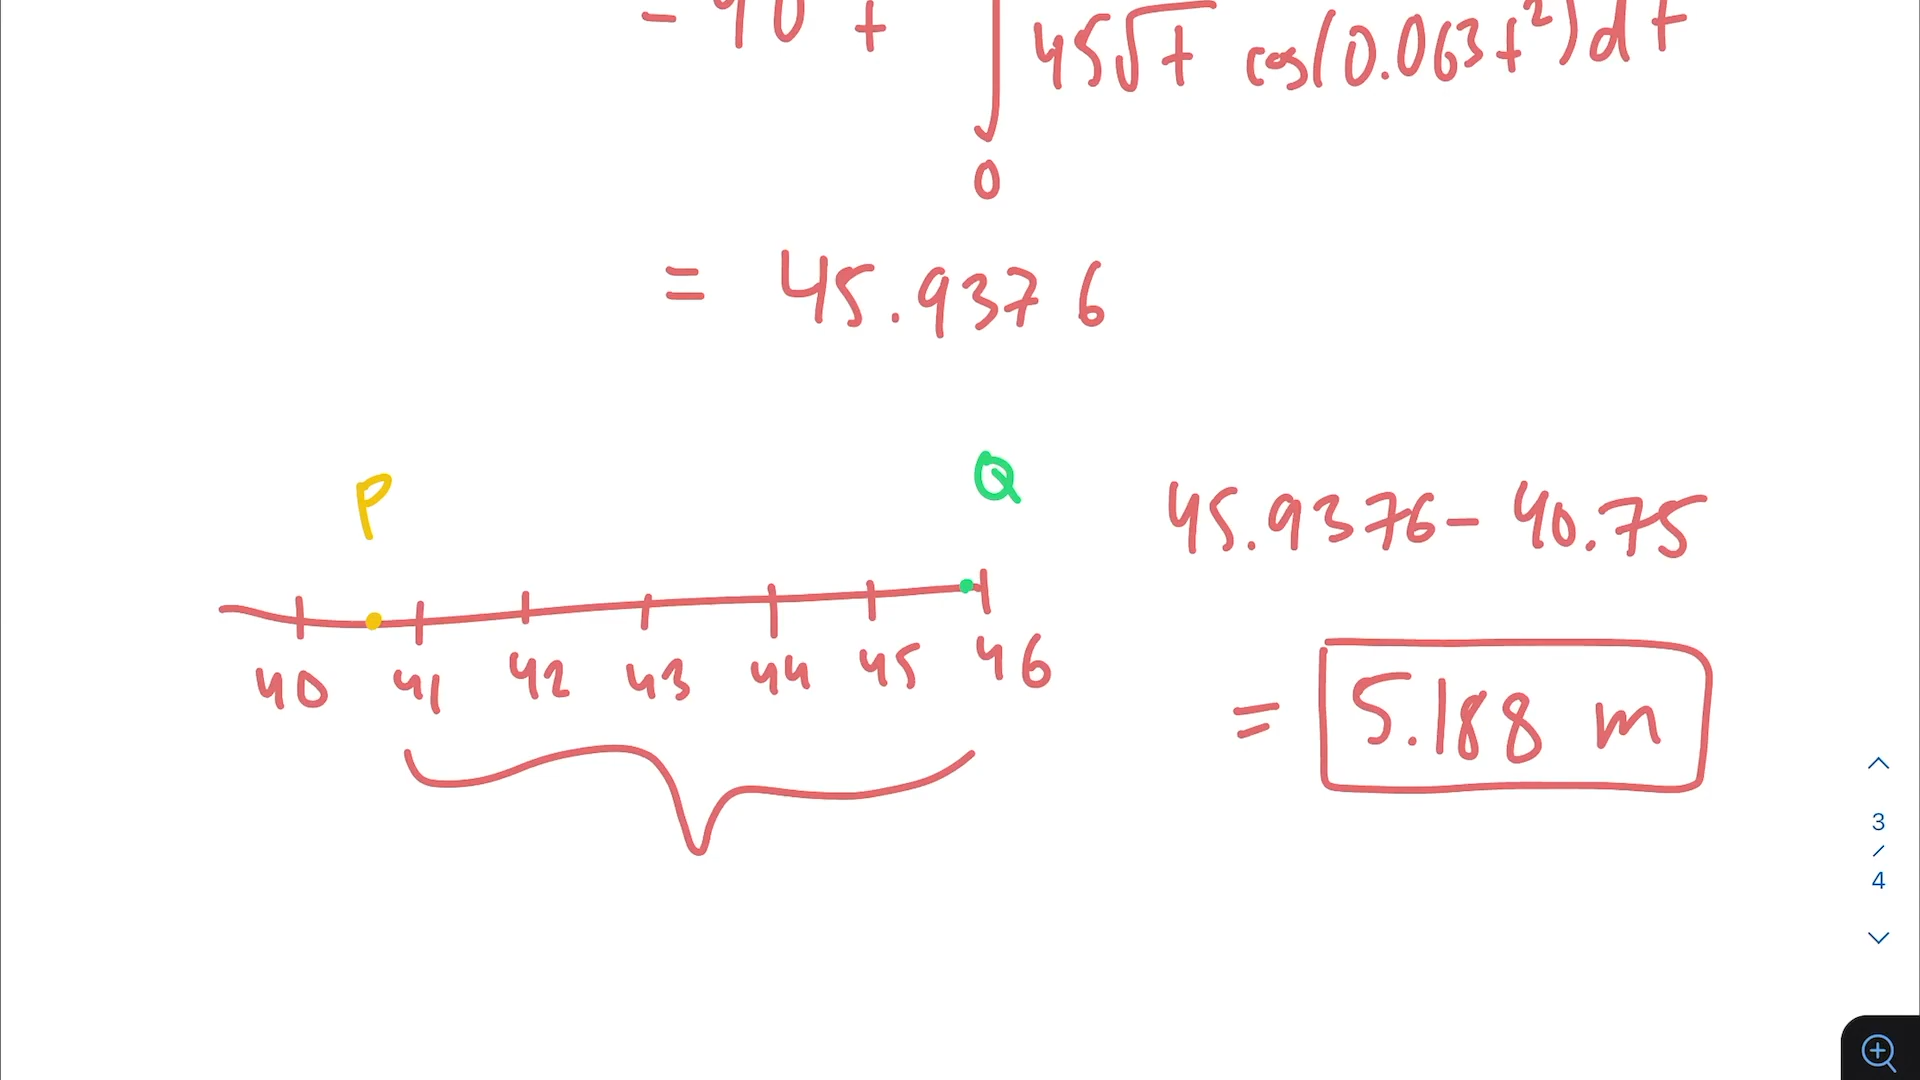 - 90 + ∫ 45√t cos(0.063t²)dt
0
= 45.9376
P
Q
45.9376 - 40.75
40 41 42 43 44 45 46
= 5.188 m
3
/
4